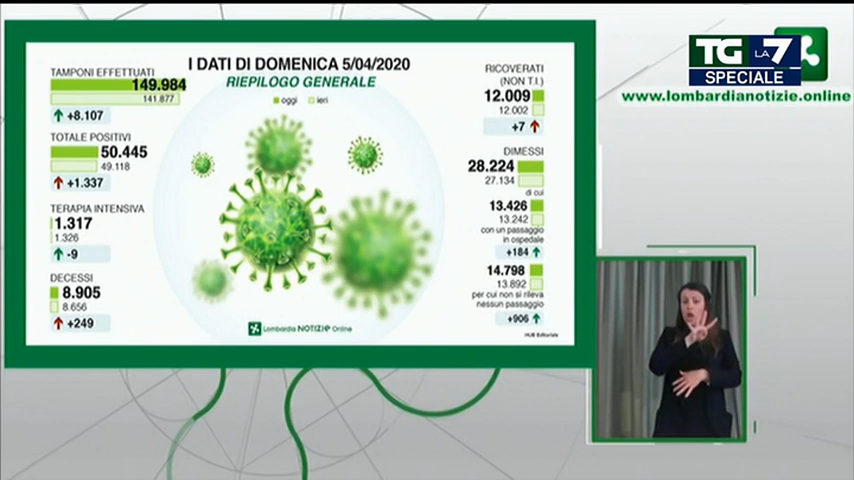 I DATI DI DOMENICA 5/04/2020
RIEPILOGO GENERALE
oggi ieri
TAMPONI EFFETTUATI
149.984
141.877
+8.107
TOTALE POSITIVI
50.445
49.118
+1.337
TERAPIA INTENSIVA
1.317
1.326
-9
DECESSI
8.905
8.656
+249
RICOVERATI
(NON T.I.)
12.009
12.002
+7
DIMESSI
28.224
27.134
di cui
13.426
13.242
con un passaggio
in ospedale
+184
14.798
13.892
per cui non si rileva
nessun passaggio
+906
Lombardia NOTIZIE Online
HUB Editoriale
TG LA 7
SPECIALE
www.lombardianotizie.online